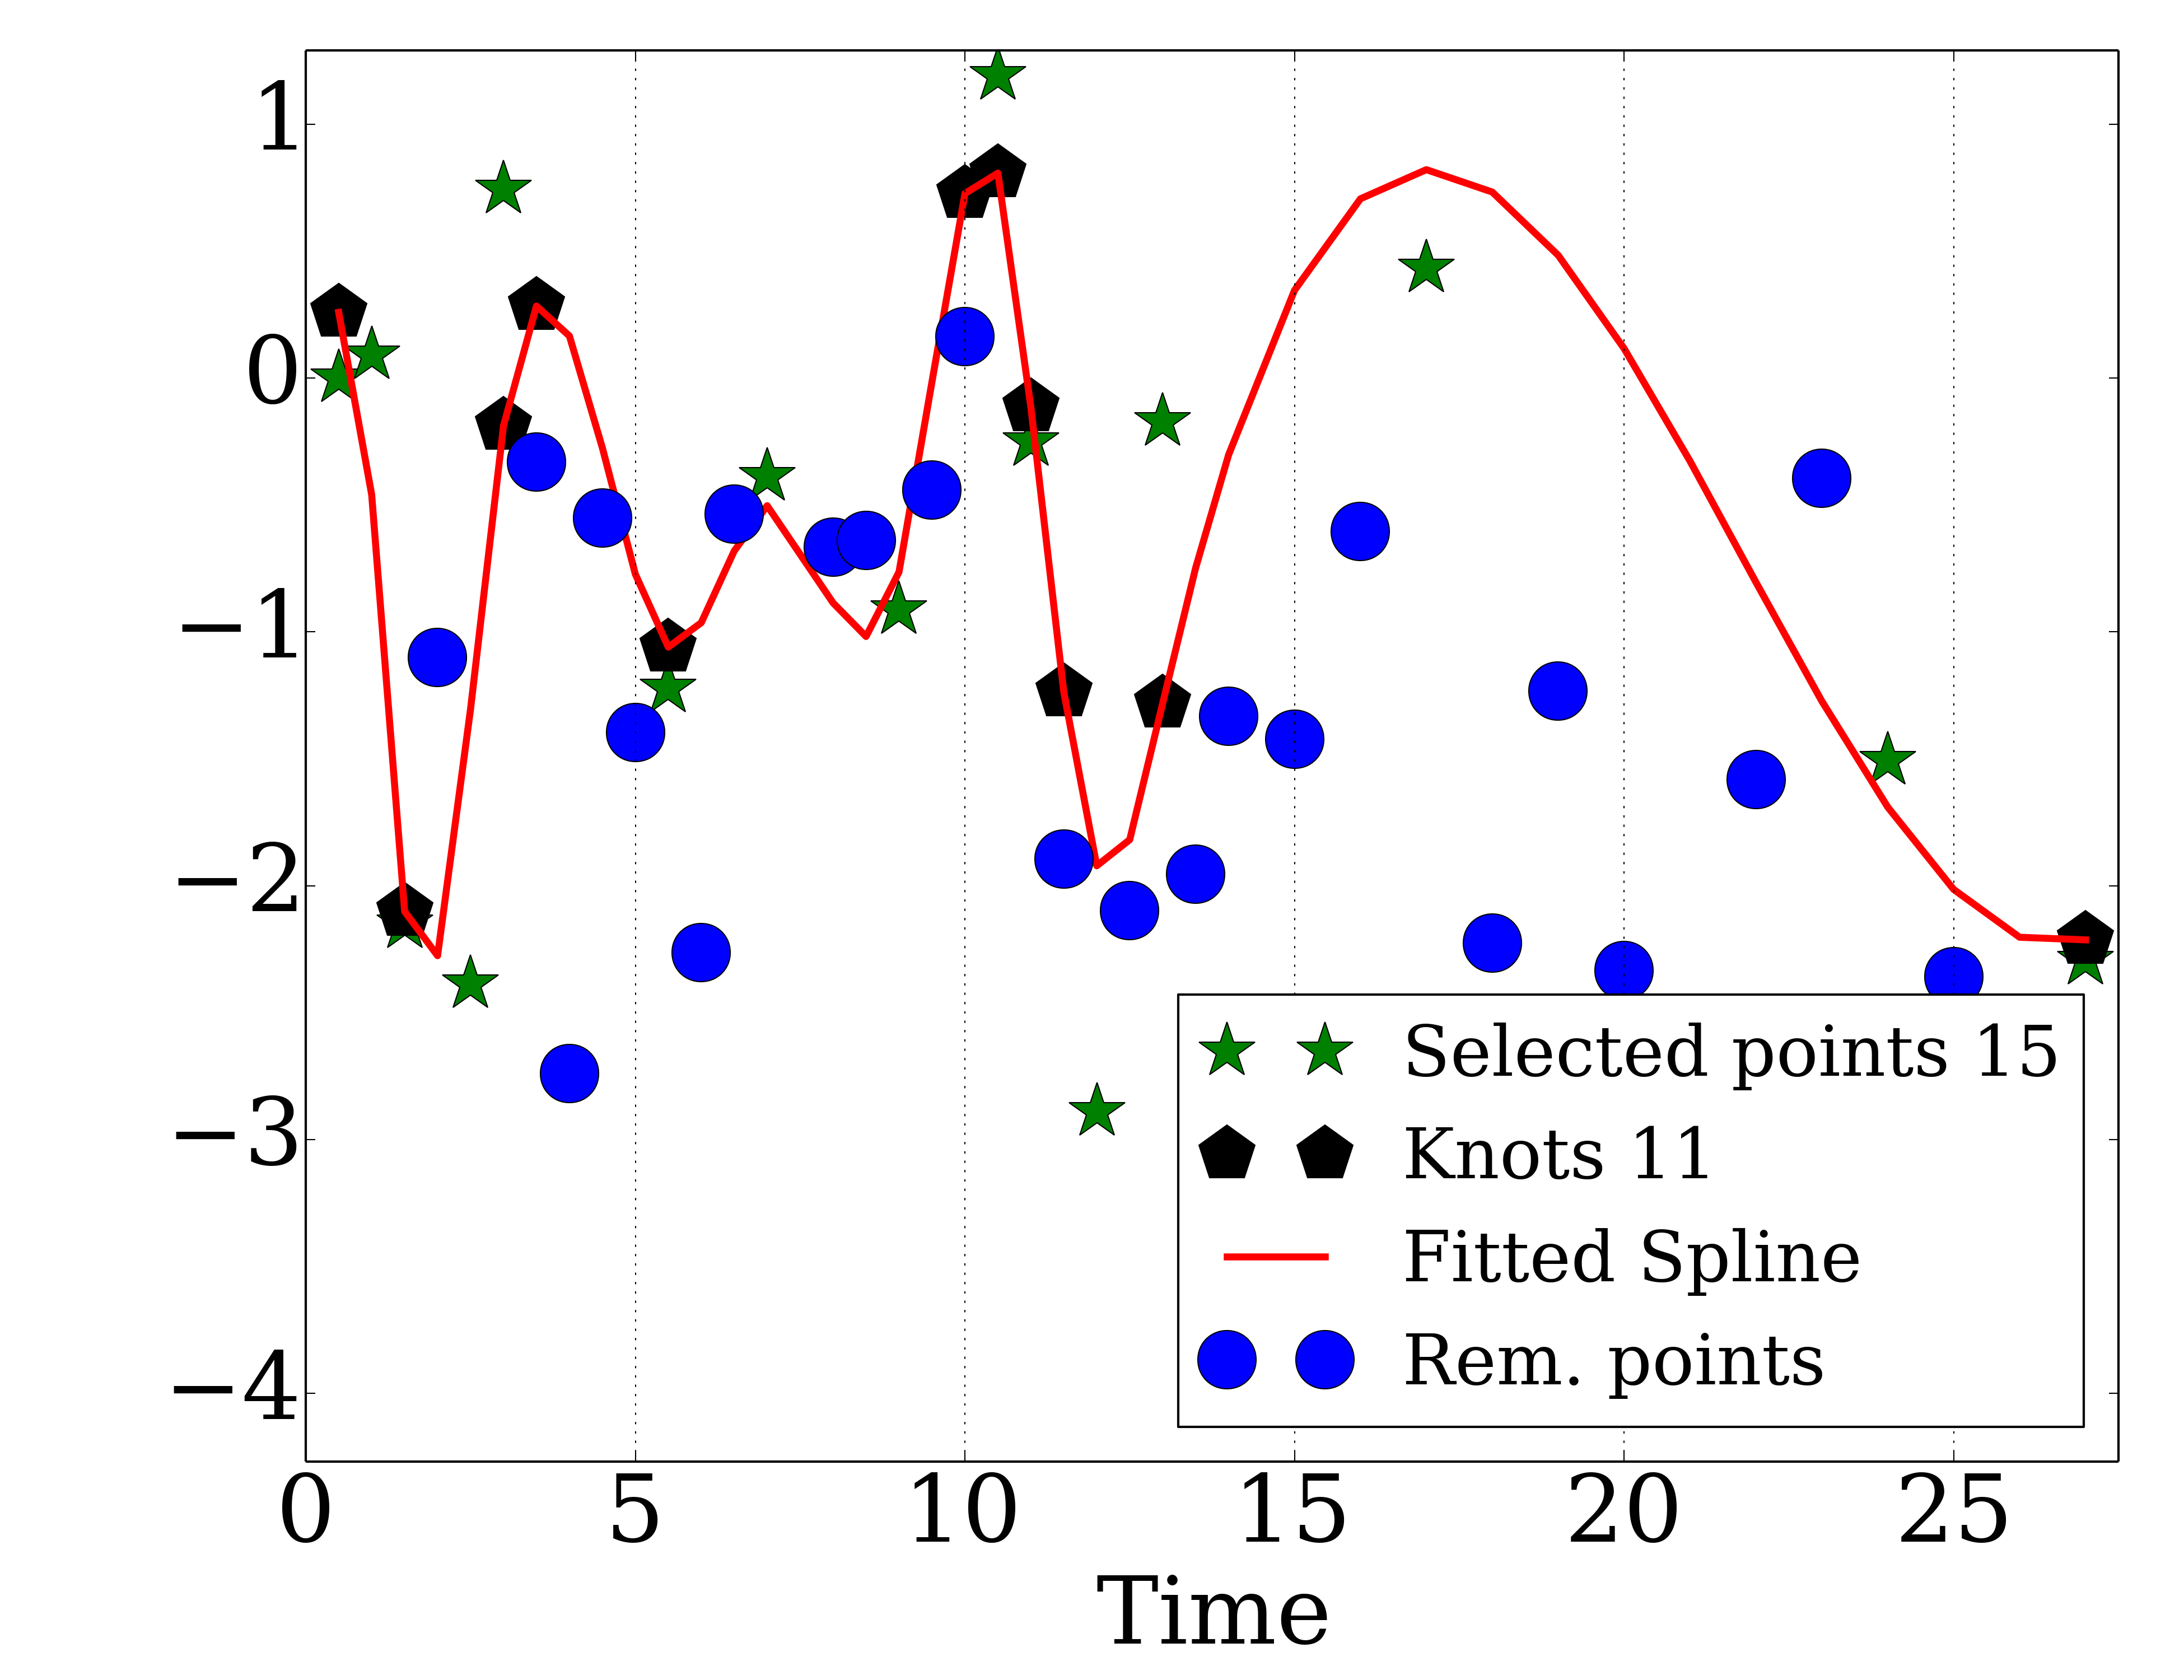 1
0
−1
−2
−3
−4
0 5 10 15 20 25
Time
Selected points 15
Knots 11
Fitted Spline
Rem. points